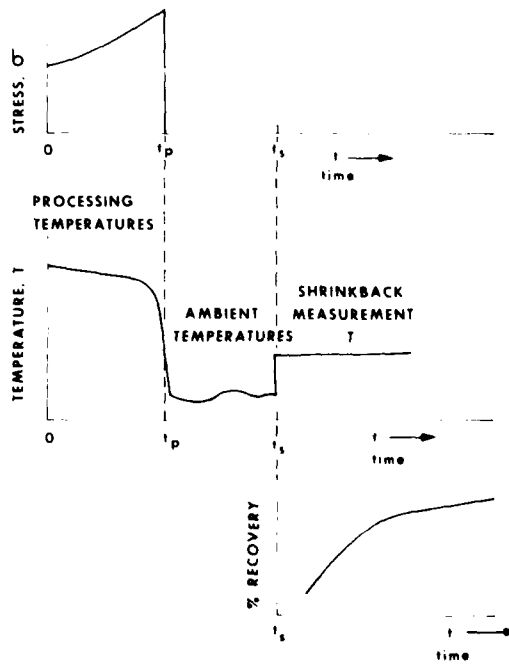 STRESS, σ
0
tp
ts
t
time
PROCESSING
TEMPERATURES
TEMPERATURE, T
AMBIENT
TEMPERATURES
SHRINKBACK
MEASUREMENT
T
0
tp
ts
t
time
% RECOVERY
ts
t
time